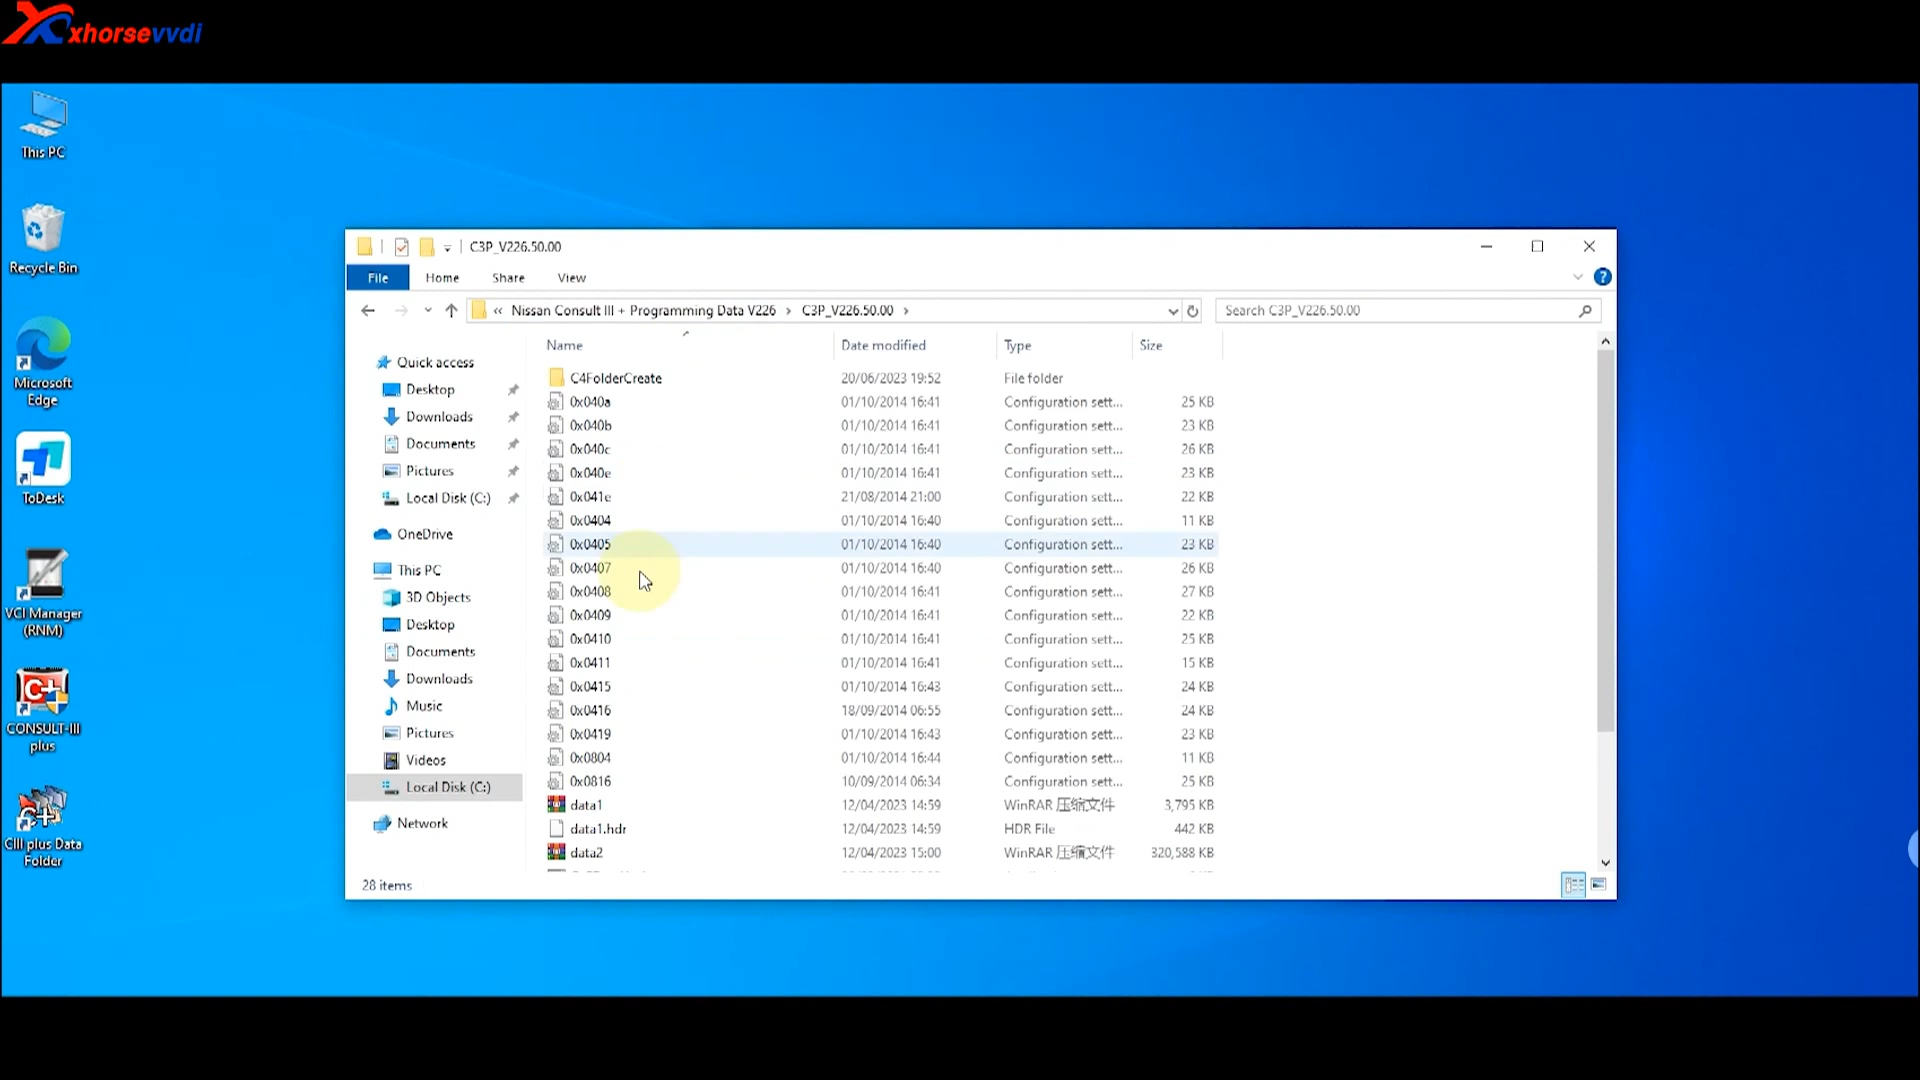 xhorsevvdi
This PC
Recycle Bin
Microsoft
Edge
ToDesk
VCI Manager
(RNM)
CONSULT-III
plus
CIII plus Data
Folder
C3P_V226.50.00
File Home Share View
« Nissan Consult III + Programming Data V226 › C3P_V226.50.00 ›
Search C3P_V226.50.00
Quick access
Desktop
Downloads
Documents
Pictures
Local Disk (C:)
OneDrive
This PC
3D Objects
Desktop
Documents
Downloads
Music
Pictures
Videos
Local Disk (C:)
Network
Name Date modified Type Size
C4FolderCreate 20/06/2023 19:52 File folder
0x040a 01/10/2014 16:41 Configuration sett... 25 KB
0x040b 01/10/2014 16:41 Configuration sett... 23 KB
0x040c 01/10/2014 16:41 Configuration sett... 26 KB
0x040e 01/10/2014 16:41 Configuration sett... 23 KB
0x041e 21/08/2014 21:00 Configuration sett... 22 KB
0x0404 01/10/2014 16:40 Configuration sett... 11 KB
0x0405 01/10/2014 16:40 Configuration sett... 23 KB
0x0407 01/10/2014 16:40 Configuration sett... 26 KB
0x0408 01/10/2014 16:41 Configuration sett... 27 KB
0x0409 01/10/2014 16:41 Configuration sett... 22 KB
0x0410 01/10/2014 16:41 Configuration sett... 25 KB
0x0411 01/10/2014 16:41 Configuration sett... 15 KB
0x0415 01/10/2014 16:43 Configuration sett... 24 KB
0x0416 18/09/2014 06:55 Configuration sett... 24 KB
0x0419 01/10/2014 16:43 Configuration sett... 23 KB
0x0804 01/10/2014 16:44 Configuration sett... 11 KB
0x0816 10/09/2014 06:34 Configuration sett... 25 KB
data1 12/04/2023 14:59 WinRAR 压缩文件 3,795 KB
data1.hdr 12/04/2023 14:59 HDR File 442 KB
data2 12/04/2023 15:00 WinRAR 压缩文件 320,588 KB
28 items